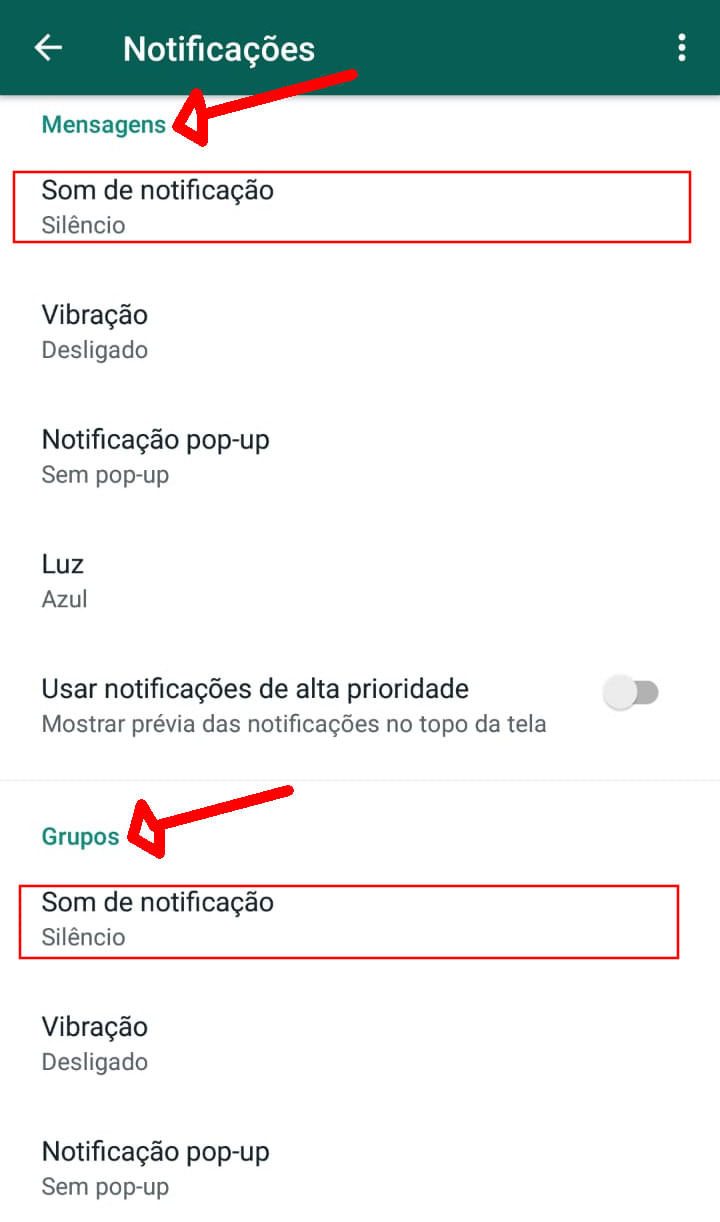 Notificações
Mensagens
Som de notificação
Silêncio
Vibração
Desligado
Notificação pop-up
Sem pop-up
Luz
Azul
Usar notificações de alta prioridade
Mostrar prévia das notificações no topo da tela
Grupos
Som de notificação
Silêncio
Vibração
Desligado
Notificação pop-up
Sem pop-up